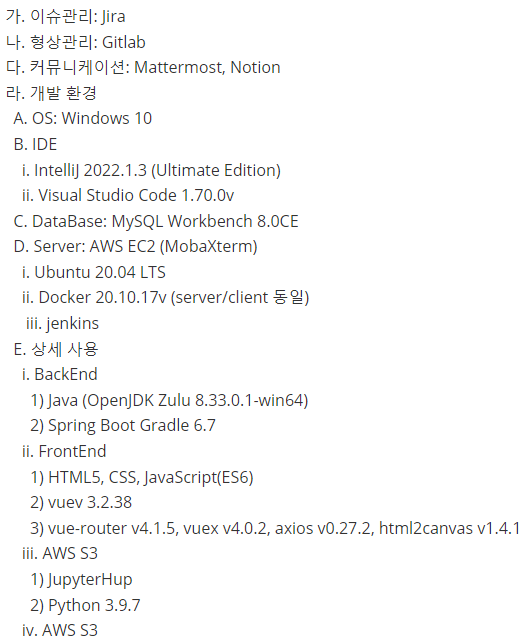 가. 이슈관리: Jira
나. 형상관리: Gitlab
다. 커뮤니케이션: Mattermost, Notion
라. 개발 환경
A. OS: Windows 10
B. IDE
i. IntelliJ 2022.1.3 (Ultimate Edition)
ii. Visual Studio Code 1.70.0v
C. DataBase: MySQL Workbench 8.0CE
D. Server: AWS EC2 (MobaXterm)
i. Ubuntu 20.04 LTS
ii. Docker 20.10.17v (server/client 동일)
iii. jenkins
E. 상세 사용
i. BackEnd
1) Java (OpenJDK Zulu 8.33.0.1-win64)
2) Spring Boot Gradle 6.7
ii. FrontEnd
1) HTML5, CSS, JavaScript(ES6)
2) vuev 3.2.38
3) vue-router v4.1.5, vuex v4.0.2, axios v0.27.2, html2canvas v1.4.1
iii. AWS S3
1) JupyterHup
2) Python 3.9.7
iv. AWS S3